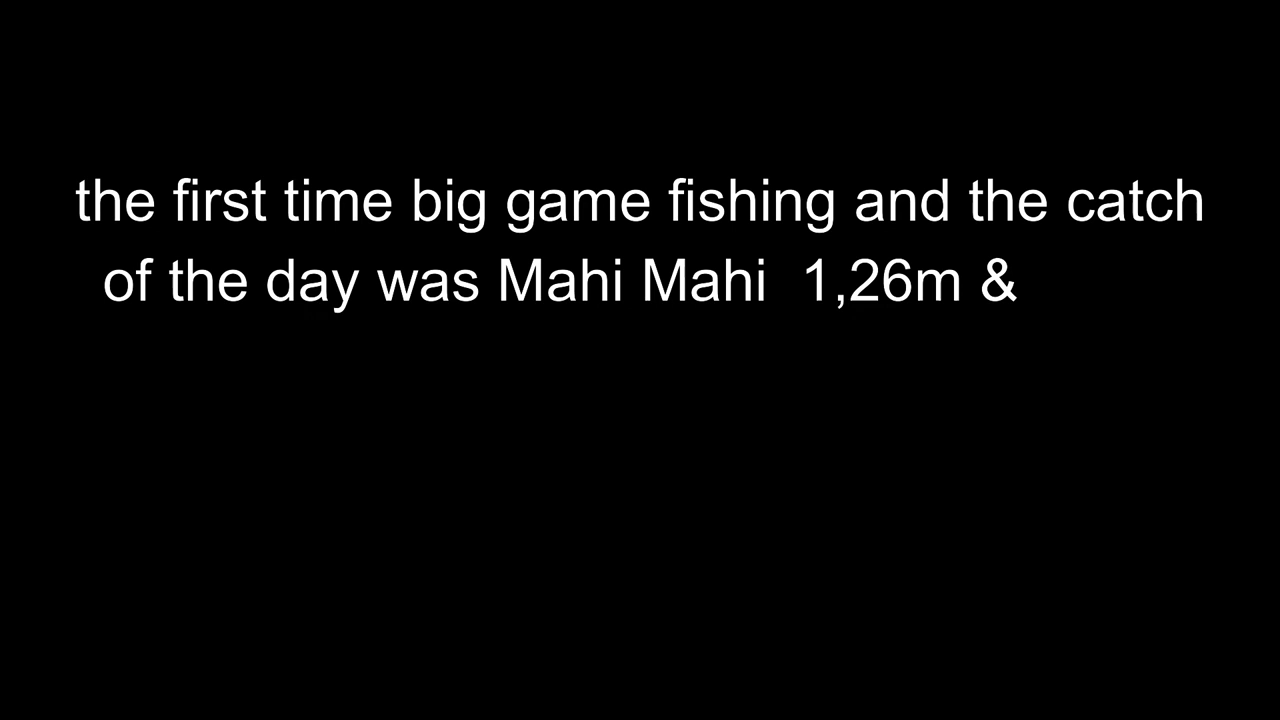 the first time big game fishing and the catch
of the day was Mahi Mahi  1,26m &